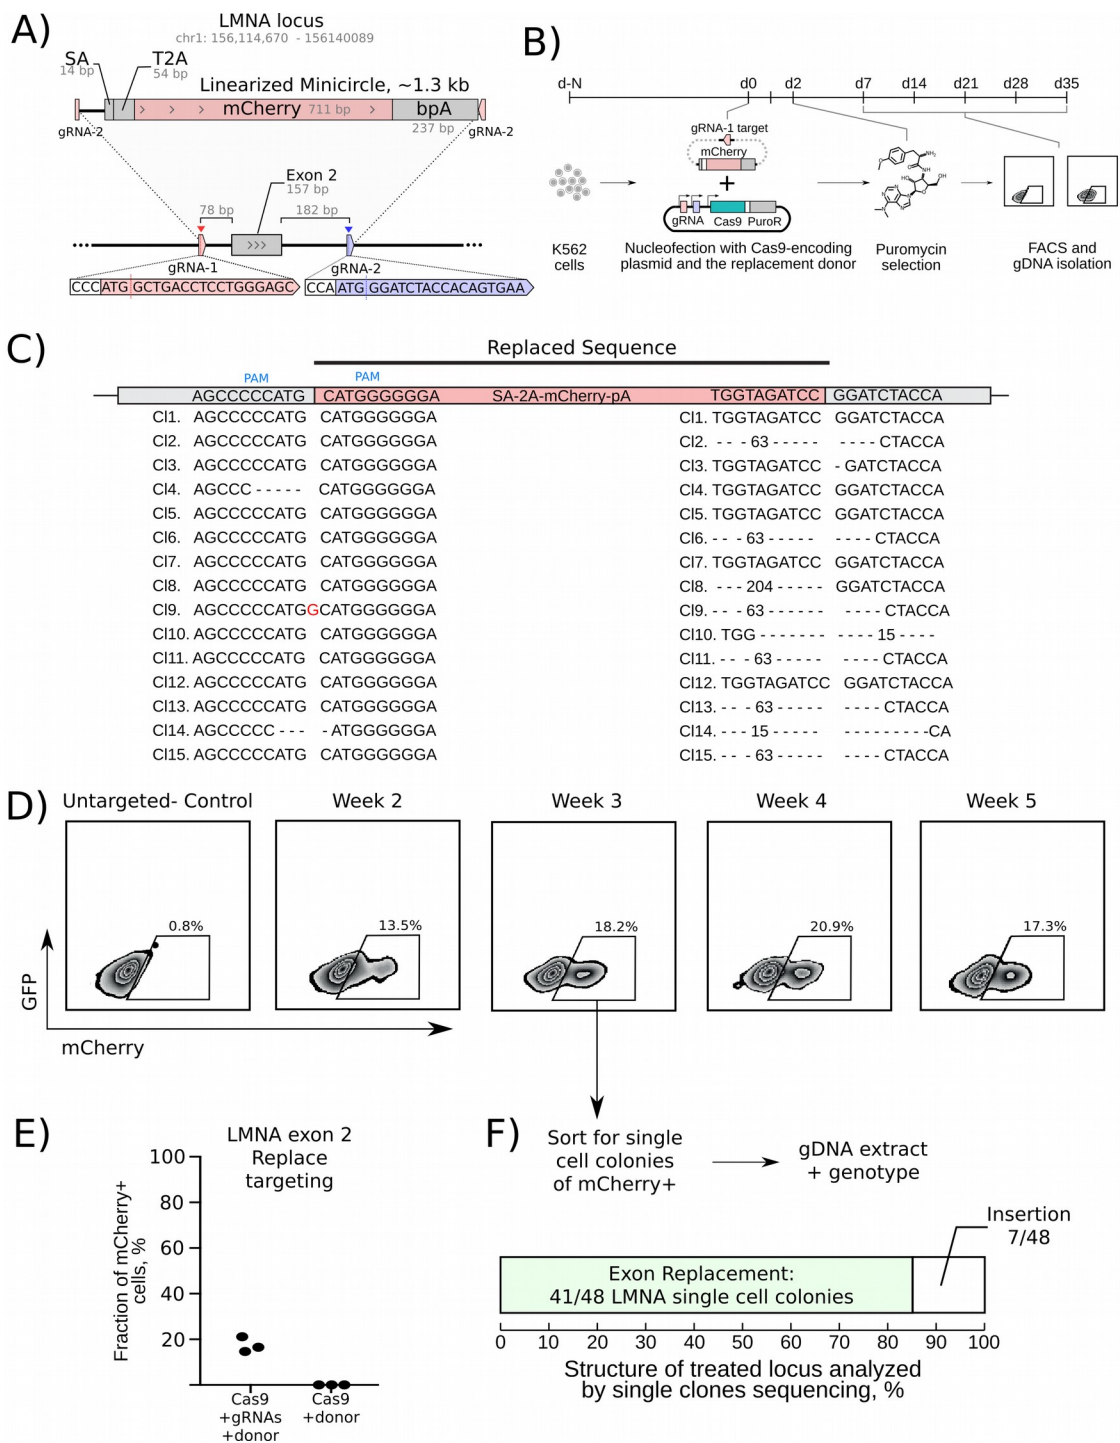 A)
LMNA locus
chr1: 156,114,670 - 156140089
SA
14 bp
T2A
54 bp
Linearized Minicircle, ~1.3 kb
mCherry 711 bp
bpA
237 bp
gRNA-2
gRNA-2
Exon 2
157 bp
78 bp
182 bp
gRNA-1
gRNA-2
CCCATG GCTGACCTCCTGGGAGC
CCAATG GGATCTACCACAGTGAA
B)
d-N d0 d2 d7 d14 d21 d28 d35
gRNA-1 target
mCherry
+
gRNA Cas9 PuroR
K562
cells
Nucleofection with Cas9-encoding
plasmid and the replacement donor
Puromycin
selection
FACS and
gDNA isolation
C)
Replaced Sequence
PAM PAM
AGCCCCCATG CATGGGGGGA SA-2A-mCherry-pA TGGTAGATCC GGATCTACCA
Cl1. AGCCCCCATG CATGGGGGGA Cl1. TGGTAGATCC GGATCTACCA
Cl2. AGCCCCCATG CATGGGGGGA Cl2. - - - 63- - - - - - - - - CTACCA
Cl3. AGCCCCCATG CATGGGGGGA Cl3. TGGTAGATCC - GATCTACCA
Cl4. AGCCC - - - - - CATGGGGGGA Cl4. TGGTAGATCC GGATCTACCA
Cl5. AGCCCCCATG CATGGGGGGA Cl5. TGGTAGATCC GGATCTACCA
Cl6. AGCCCCCATG CATGGGGGGA Cl6. - - - 63 - - - - - - - - - CTACCA
Cl7. AGCCCCCATG CATGGGGGGA Cl7. TGGTAGATCC GGATCTACCA
Cl8. AGCCCCCATG CATGGGGGGA Cl8. - - - 204- - - - - GGATCTACCA
Cl9. AGCCCCCATGGCATGGGGGGA Cl9. - - - 63- - - - - - - - - CTACCA
Cl10. AGCCCCCATG CATGGGGGGA Cl10. TGG - - - - - - - - - - - 15 - - - -
Cl11. AGCCCCCATG CATGGGGGGA Cl11. - - - 63- - - - - - - - - CTACCA
Cl12. AGCCCCCATG CATGGGGGGA Cl12. TGGTAGATCC GGATCTACCA
Cl13. AGCCCCCATG CATGGGGGGA Cl13. - - - 63- - - - - - - - - CTACCA
Cl14. AGCCCCC - - - - ATGGGGGGA Cl14. - - - 15- - - - - - - - - - - - - -CA
Cl15. AGCCCCCATG CATGGGGGGA Cl15. - - - 63- - - - - - - - - CTACCA
D)
Untargeted- Control Week 2 Week 3 Week 4 Week 5
0.8% 13.5% 18.2% 20.9% 17.3%
GFP
mCherry
E)
LMNA exon 2
Replace
targeting
Fraction of mCherry+
cells, %
100
80
60
40
20
Cas9
+gRNAs
+donor
Cas9
+donor
F)
Sort for single
cell colonies
of mCherry+
gDNA extract
+ genotype
Insertion
7/48
Exon Replacement:
41/48 LMNA single cell colonies
0 10 20 30 40 50 60 70 80 90 100
Structure of treated locus analyzed
by single clones sequencing, %